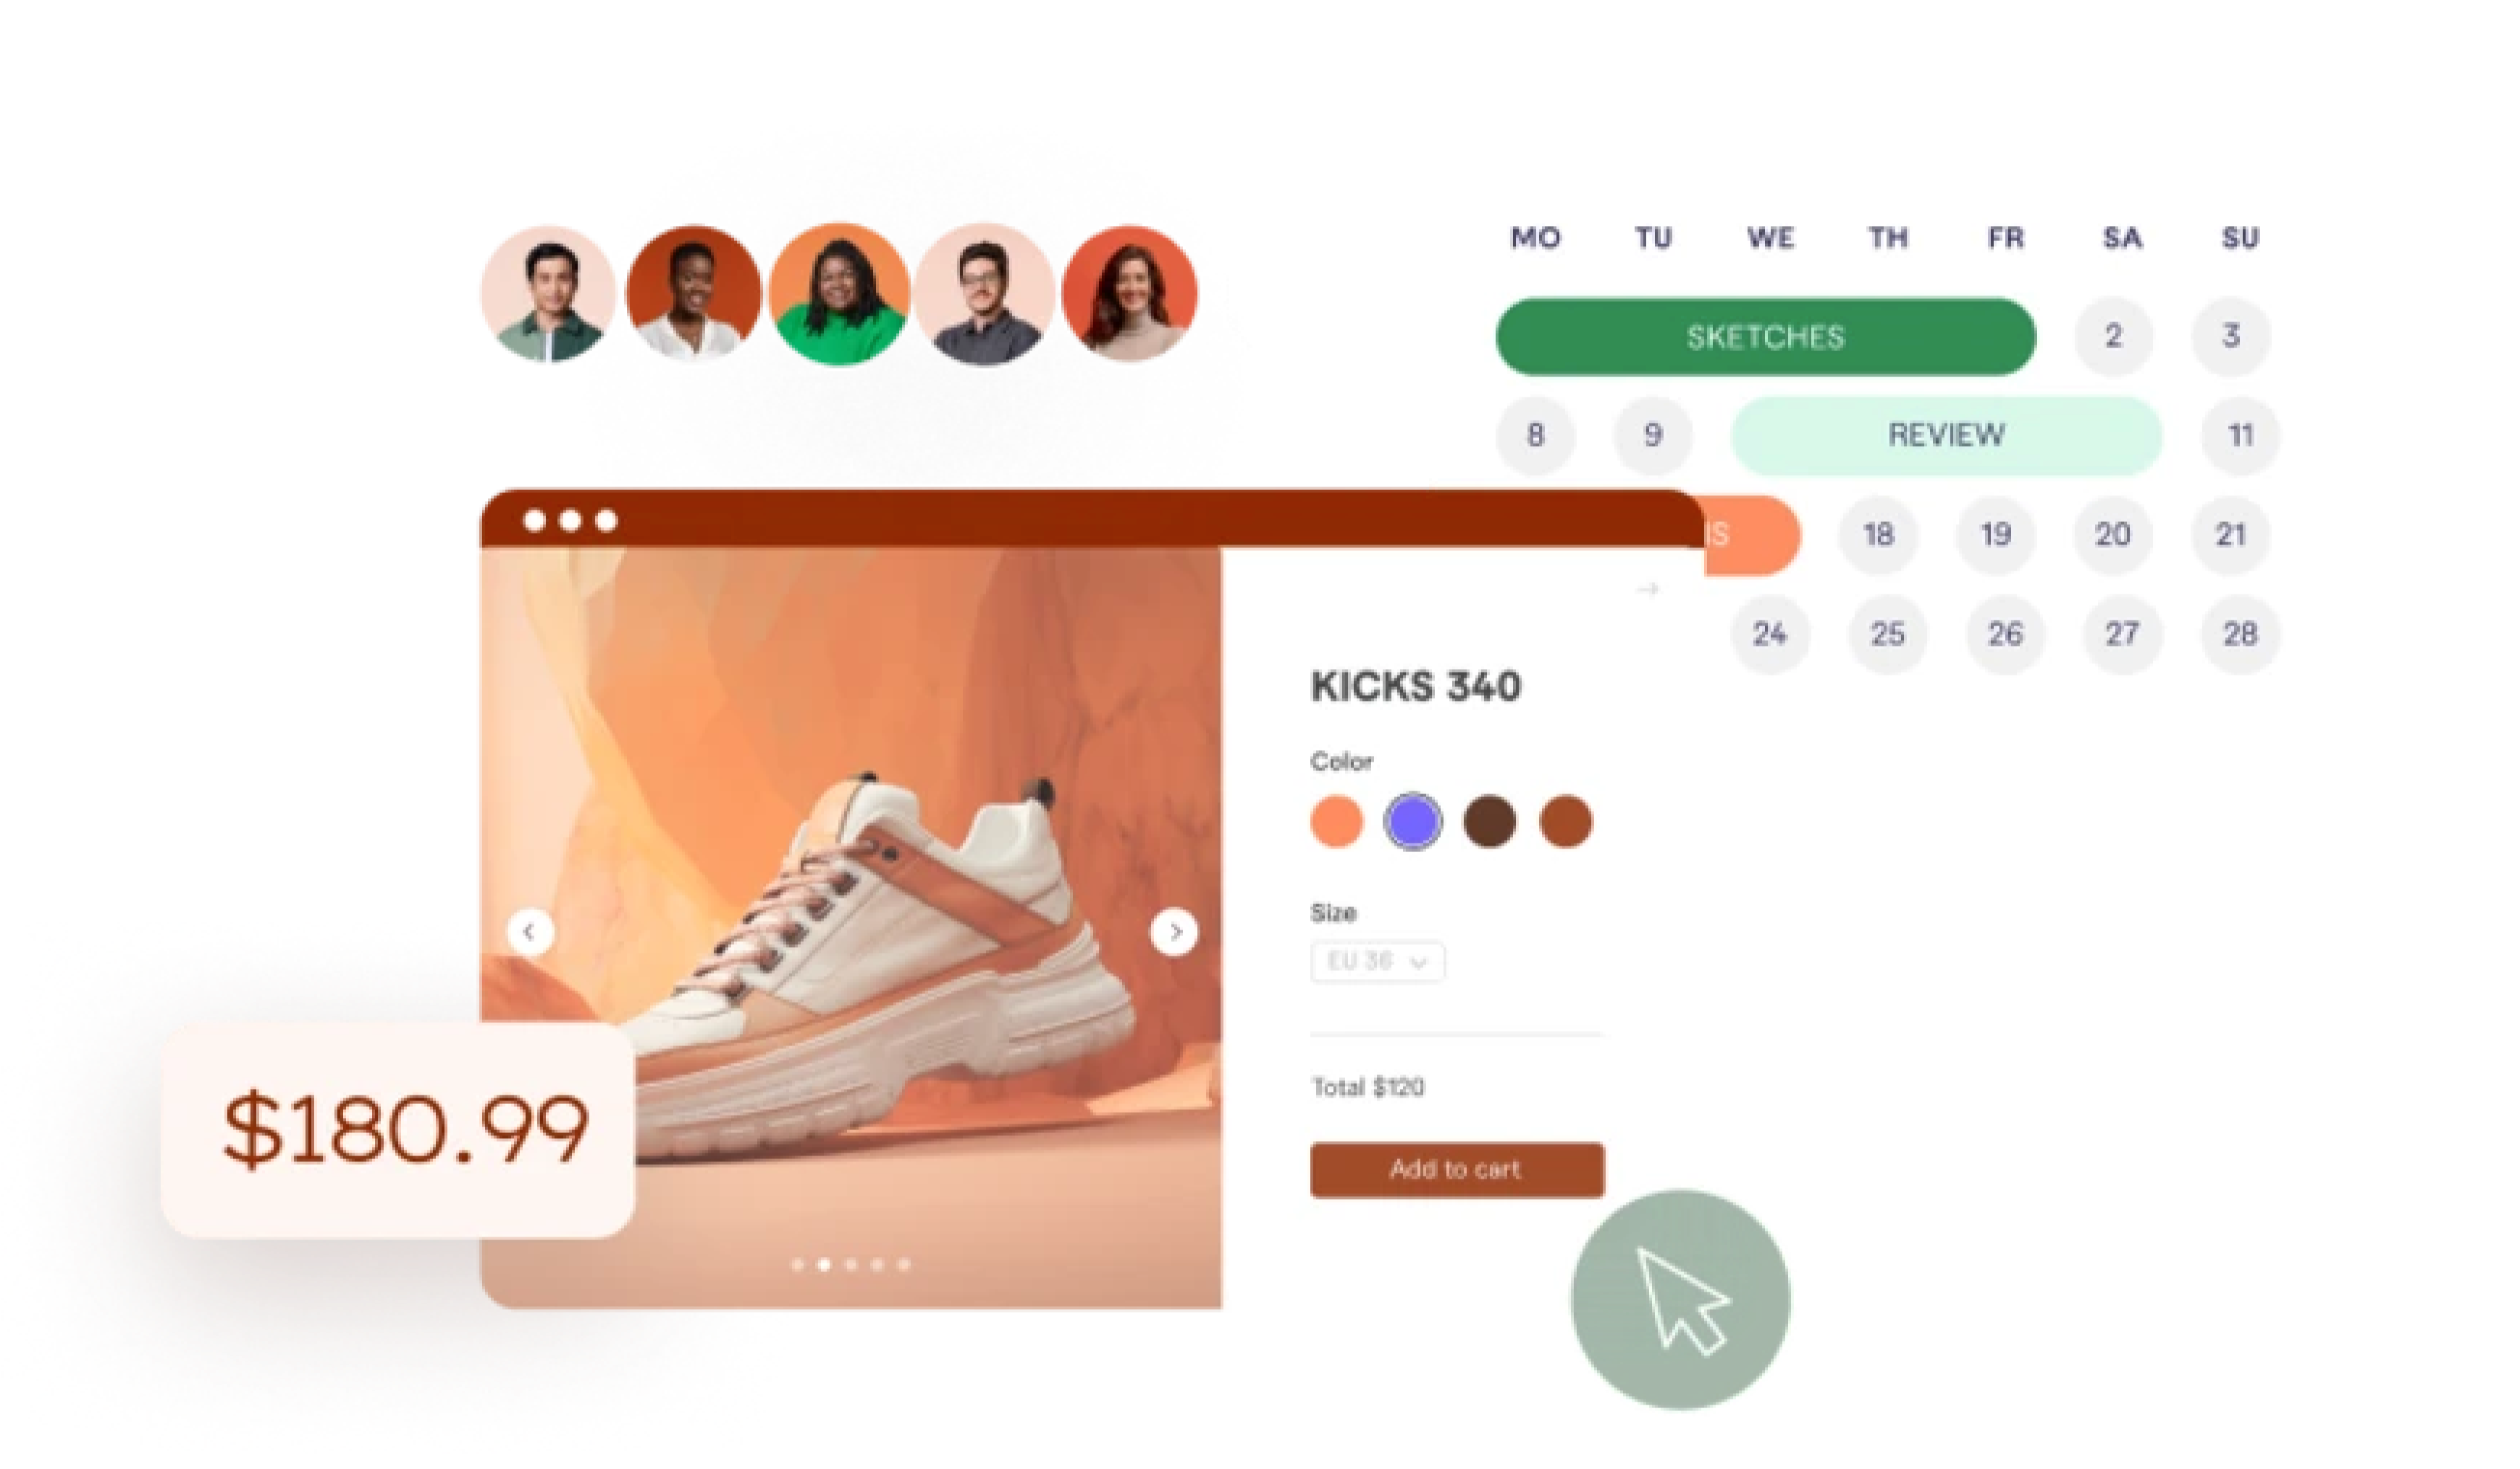 MO TU WE TH FR SA SU
SKETCHES 2 3
8 9 REVIEW 11
18 19 20 21
24 25 26 27 28
KICKS 340
Color
Size
EU 36
Total $120
Add to cart
$180.99